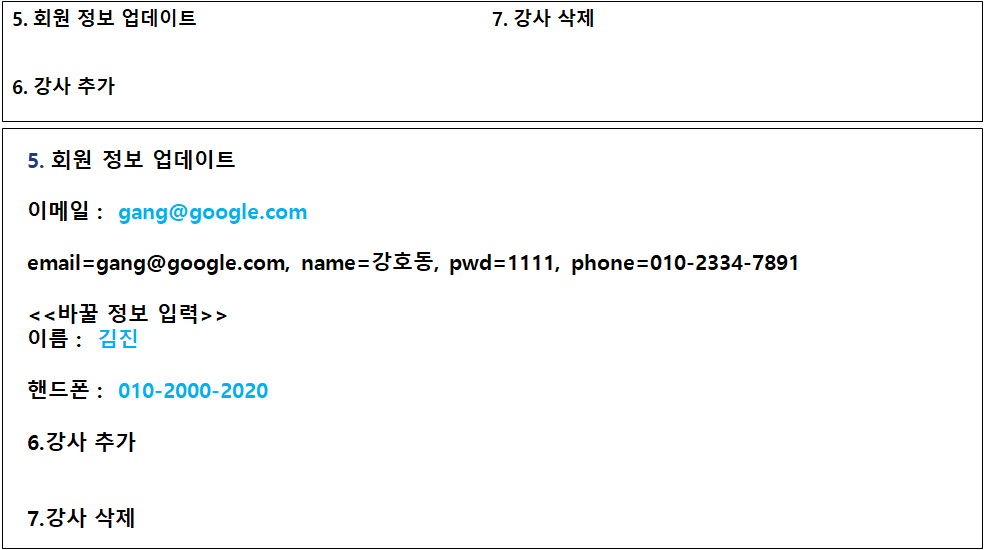 5. 회원 정보 업데이트
7. 강사 삭제
6. 강사 추가
5. 회원 정보 업데이트
이메일 : gang@google.com
email=gang@google.com, name=강호동, pwd=1111, phone=010-2334-7891
<<바꿀 정보 입력>>
이름 : 김진
핸드폰 : 010-2000-2020
6.강사 추가
7.강사 삭제